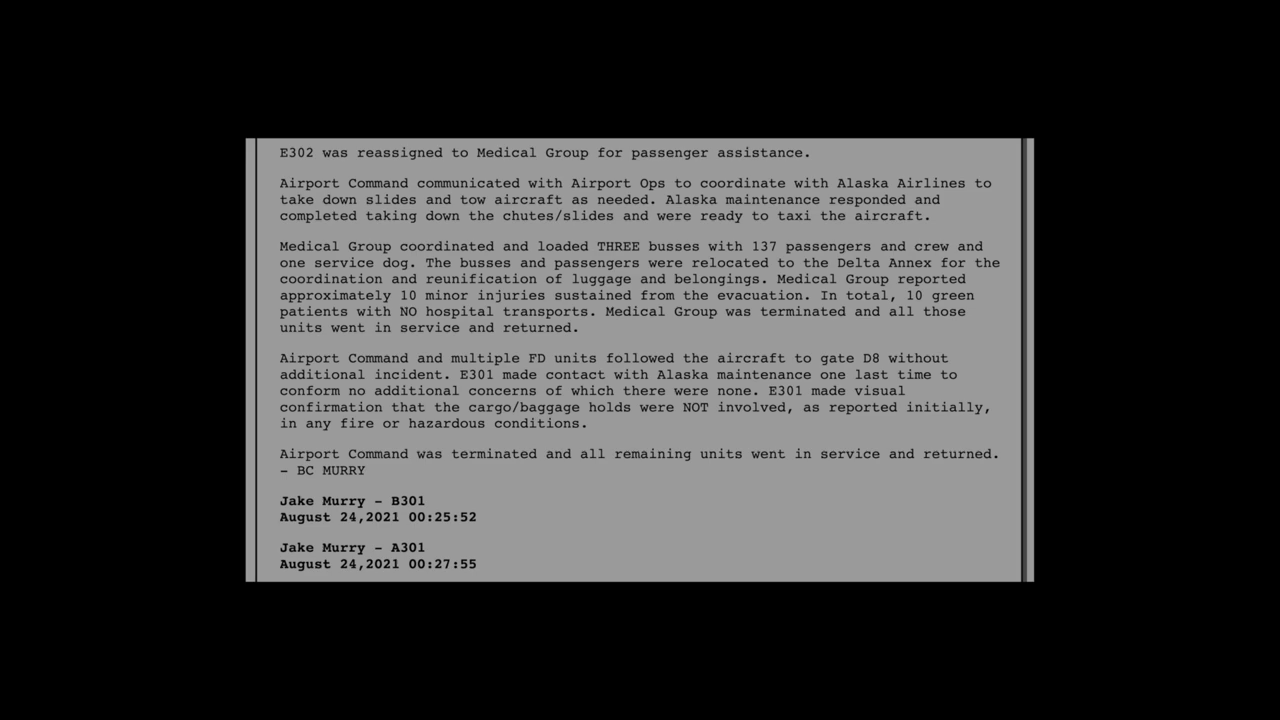 E302 was reassigned to Medical Group for passenger assistance.
Airport Command communicated with Airport Ops to coordinate with Alaska Airlines to
take down slides and tow aircraft as needed. Alaska maintenance responded and
completed taking down the chutes/slides and were ready to taxi the aircraft.
Medical Group coordinated and loaded THREE busses with 137 passengers and crew and
one service dog. The busses and passengers were relocated to the Delta Annex for the
coordination and reunification of luggage and belongings. Medical Group reported
approximately 10 minor injuries sustained from the evacuation. In total, 10 green
patients with NO hospital transports. Medical Group was terminated and all those
units went in service and returned.
Airport Command and multiple FD units followed the aircraft to gate D8 without
additional incident. E301 made contact with Alaska maintenance one last time to
conform no additional concerns of which there were none. E301 made visual
confirmation that the cargo/baggage holds were NOT involved, as reported initially,
in any fire or hazardous conditions.
Airport Command was terminated and all remaining units went in service and returned.
- BC MURRY
Jake Murry - B301
August 24,2021 00:25:52
Jake Murry - A301
August 24,2021 00:27:55